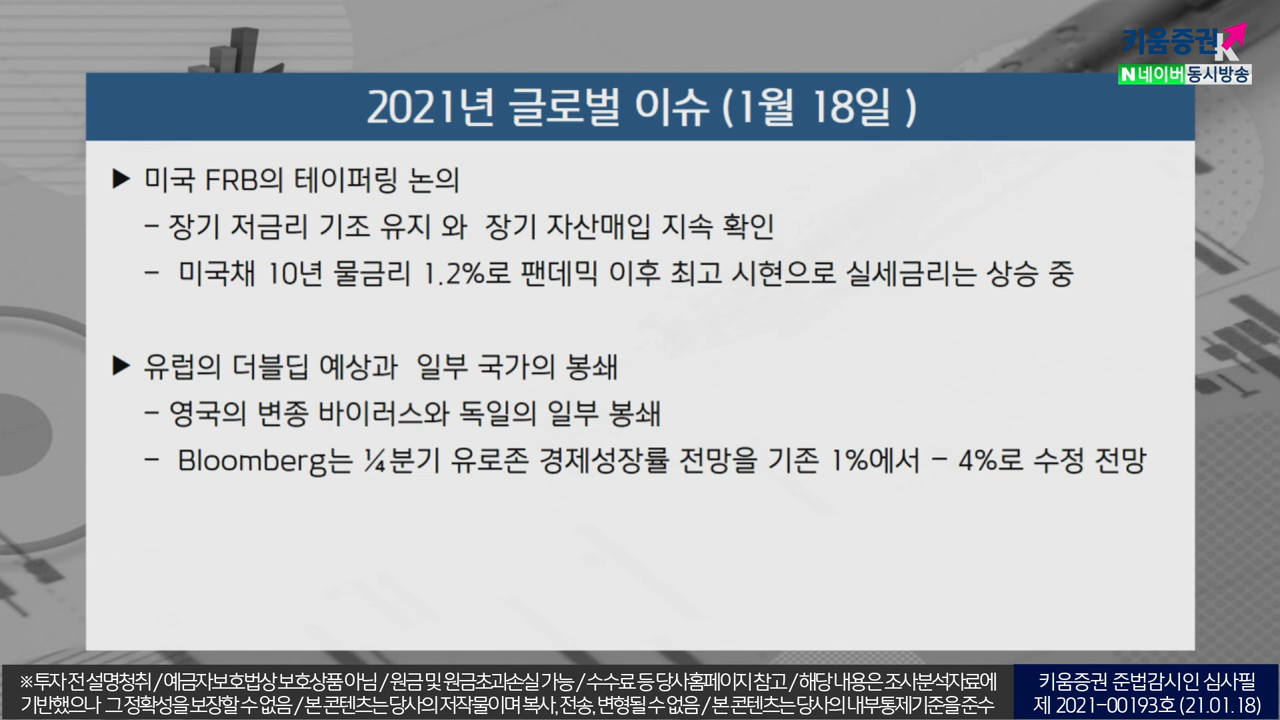 키움증권
N 네이버 동시방송
2021년 글로벌 이슈 (1월 18일 )
▶ 미국 FRB의 테이퍼링 논의
– 장기 저금리 기조 유지 와 장기 자산매입 지속 확인
– 미국채 10년 물금리 1.2%로 팬데믹 이후 최고 시현으로 실세금리는 상승 중
▶ 유럽의 더블딥 예상과 일부 국가의 봉쇄
– 영국의 변종 바이러스와 독일의 일부 봉쇄
– Bloomberg는 ¼분기 유로존 경제성장률 전망을 기존 1%에서 – 4%로 수정 전망
※ 투자 전 설명청취 / 예금자보호법상 보호상품 아님 / 원금 및 원금초과손실 가능 / 수수료 등 당사홈페이지 참고 / 해당 내용은 조사분석자료에
기반했으나 그 정확성을 보장할 수 없음 / 본 콘텐츠는 당사의 저작물이며 복사, 전송, 변형될 수 없음 / 본 콘텐츠는 당사의 내부통제기준을 준수
키움증권 준법감시인 심사필
제 2021-00193호 (21.01.18)